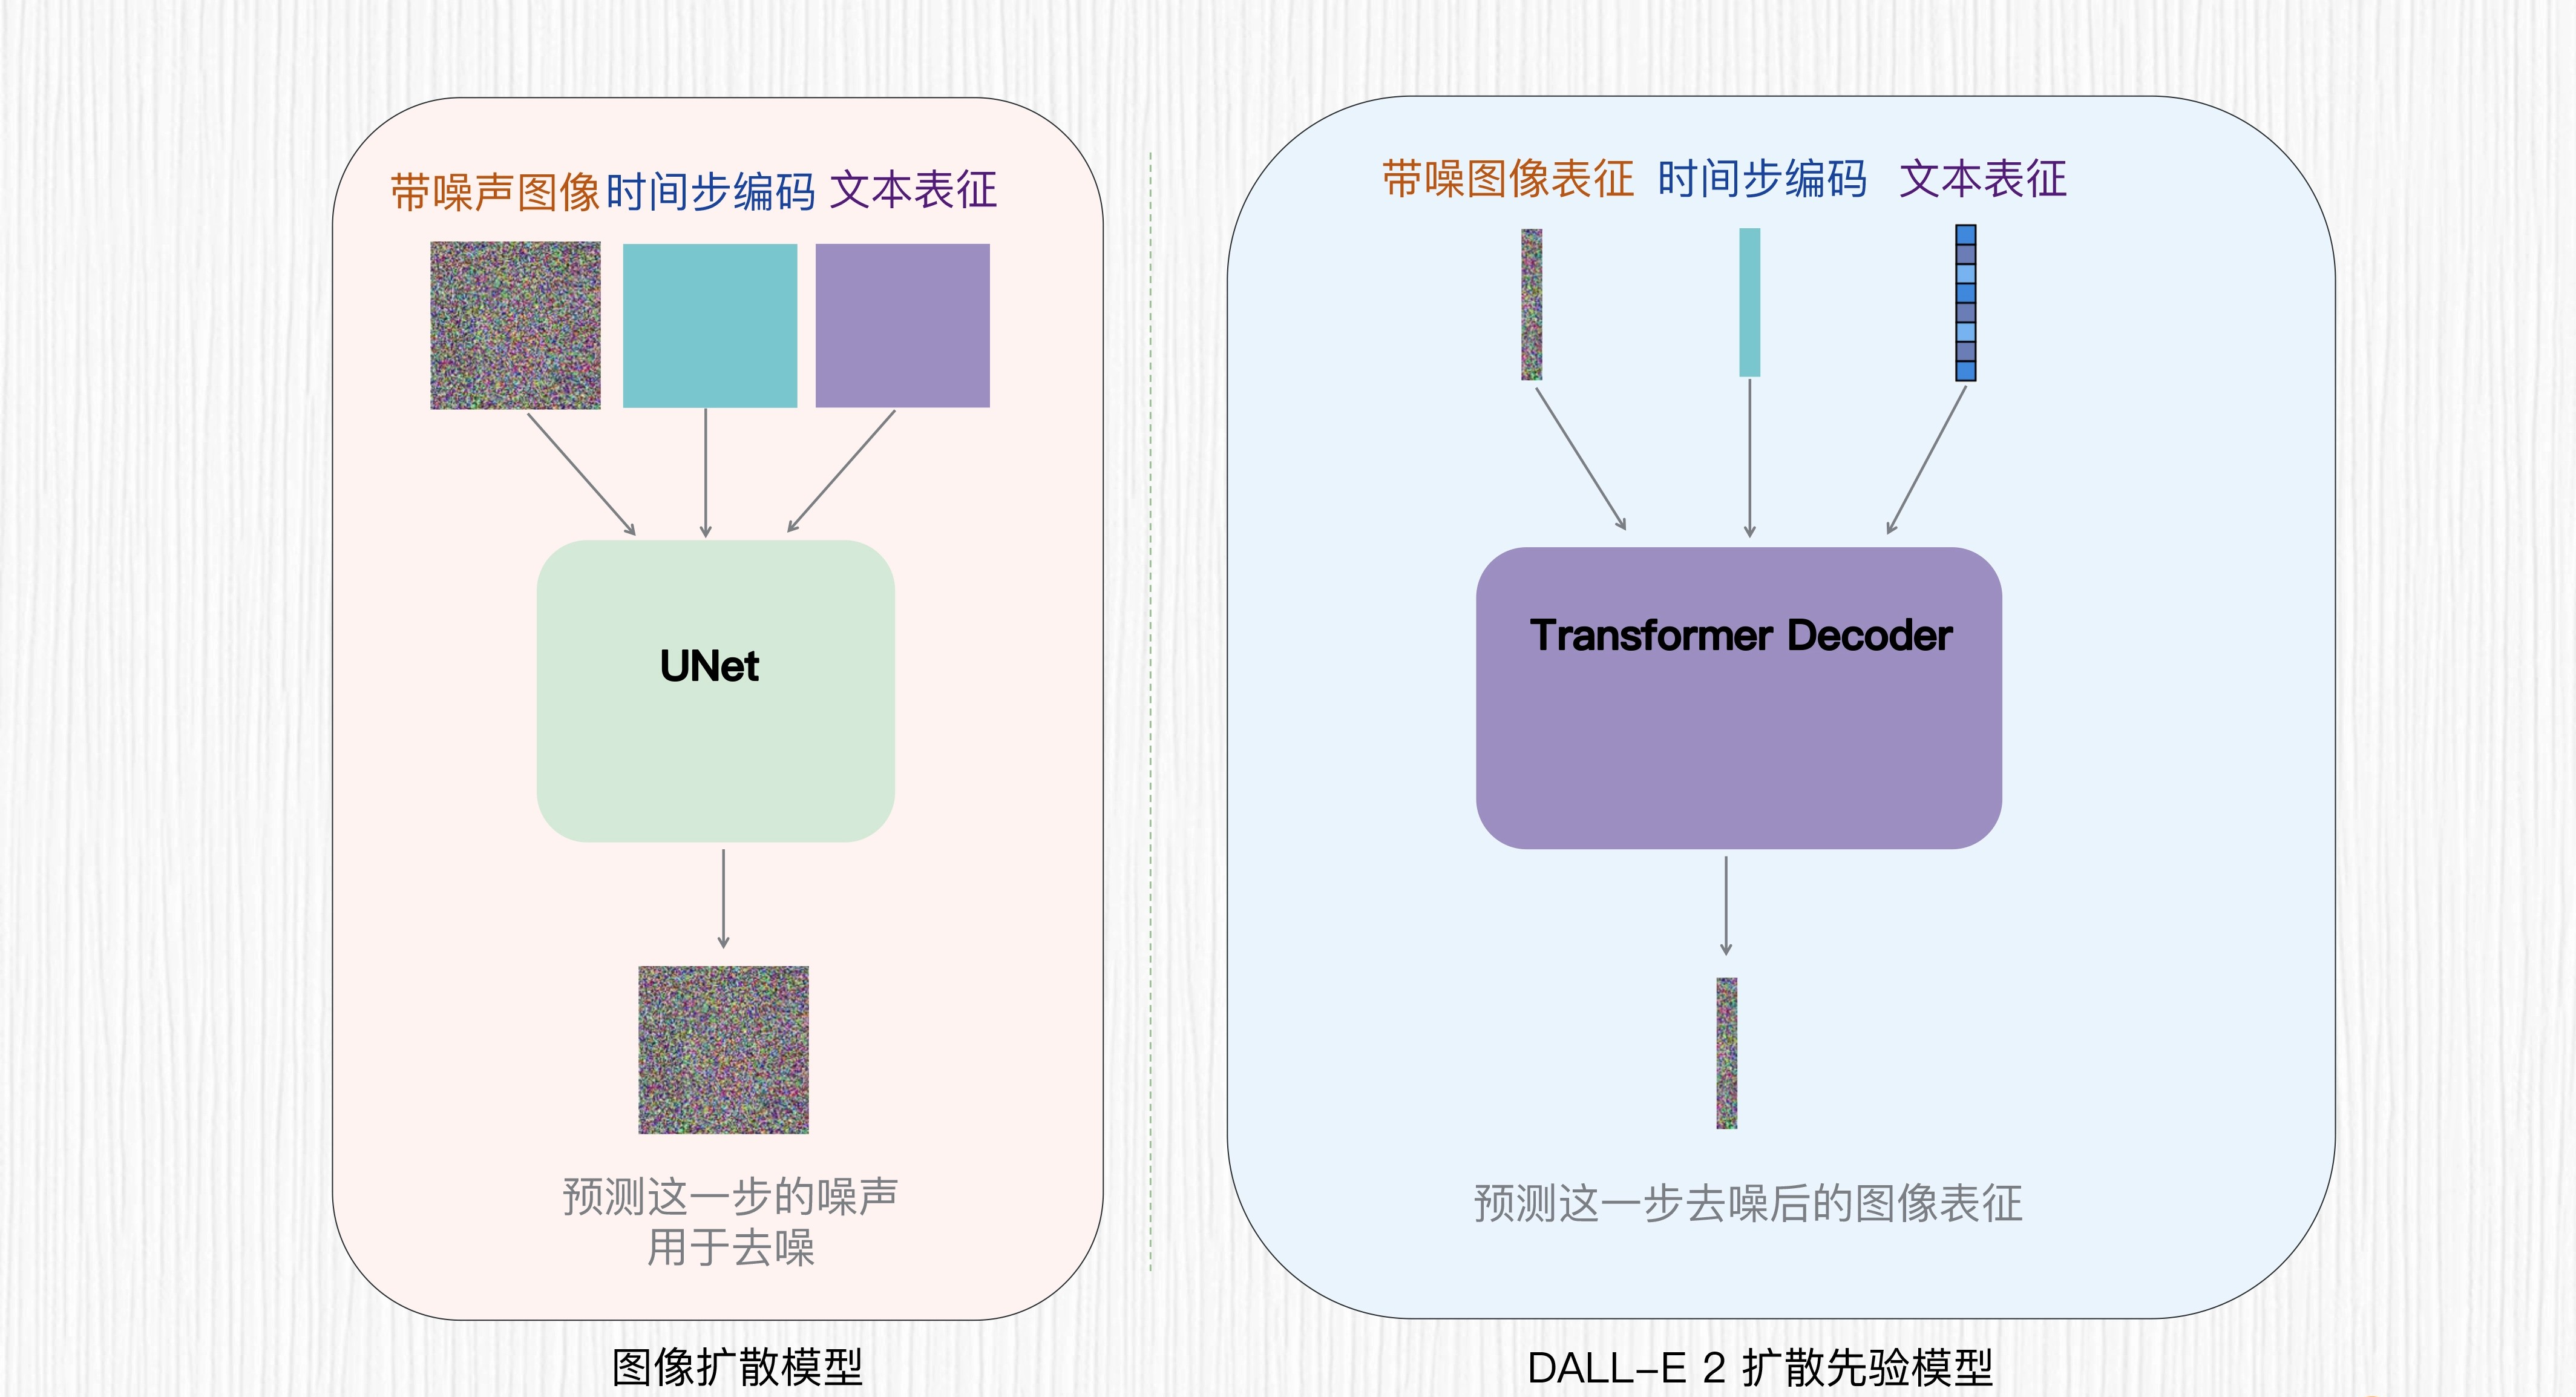 带噪声图像 时间步编码 文本表征
UNet
预测这一步的噪声
用于去噪
图像扩散模型
带噪图像表征 时间步编码 文本表征
Transformer Decoder
预测这一步去噪后的图像表征
DALL-E 2 扩散先验模型